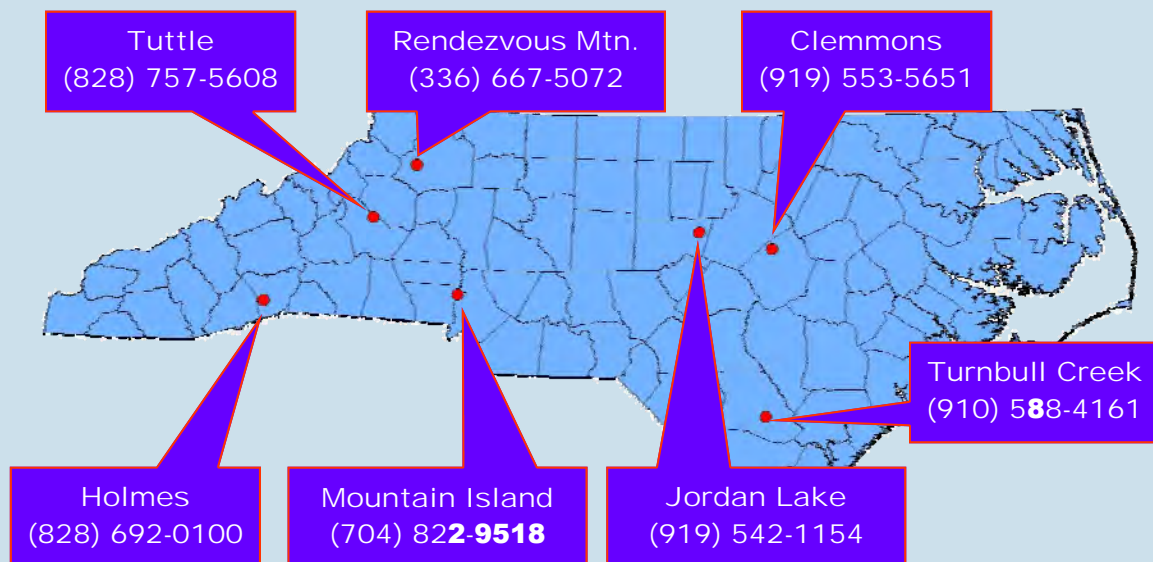 Tuttle
(828) 757-5608
Rendezvous Mtn.
(336) 667-5072
Clemmons
(919) 553-5651
Turnbull Creek
(910) 588-4161
Holmes
(828) 692-0100
Mountain Island
(704) 822-9518
Jordan Lake
(919) 542-1154